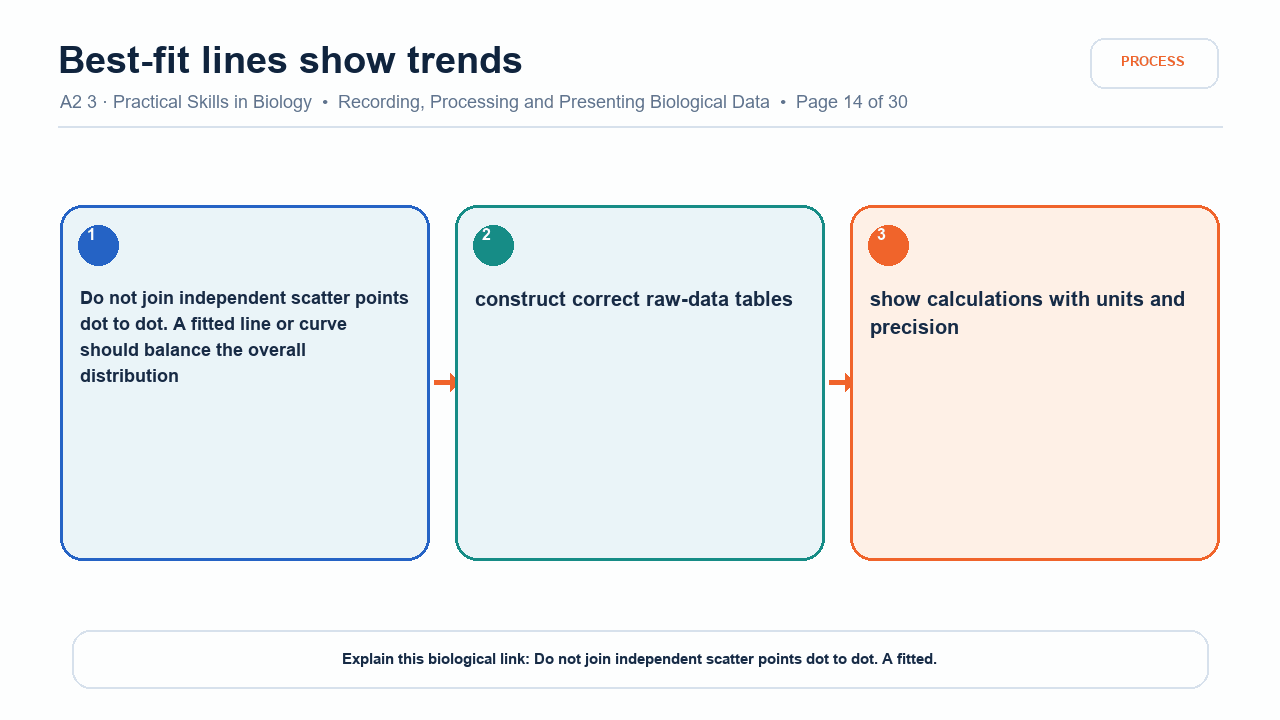 Best-fit lines show trends
PROCESS
A2 3 · Practical Skills in Biology • Recording, Processing and Presenting Biological Data • Page 14 of 30
1
Do not join independent scatter points
dot to dot. A fitted line or curve
should balance the overall
distribution
2
construct correct raw-data tables
3
show calculations with units and
precision
Explain this biological link: Do not join independent scatter points dot to dot. A fitted.